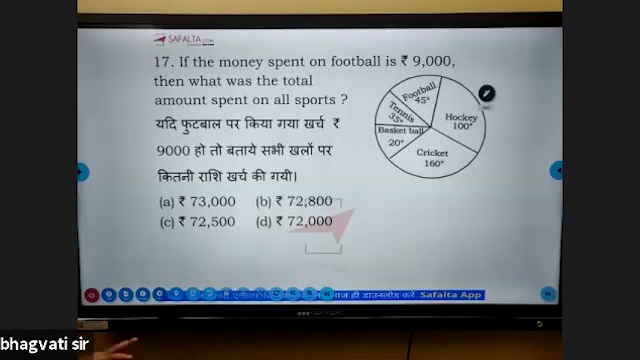 SAFALTA.COM
17. If the money spent on football is ₹ 9,000,
then what was the total
amount spent on all sports ?
यदि फुटबाल पर किया गया खर्च ₹
9000 हो तो बताये सभी खलों पर
कितनी राशि खर्च की गयी।
(a) ₹ 73,000 (b) ₹ 72,800
(c) ₹ 72,500 (d) ₹ 72,000
Football
45°
Tennis
35°
Basket ball
20°
Hockey
100°
Cricket
160°
डाउनलोड करें Safalta App
bhagvati sir